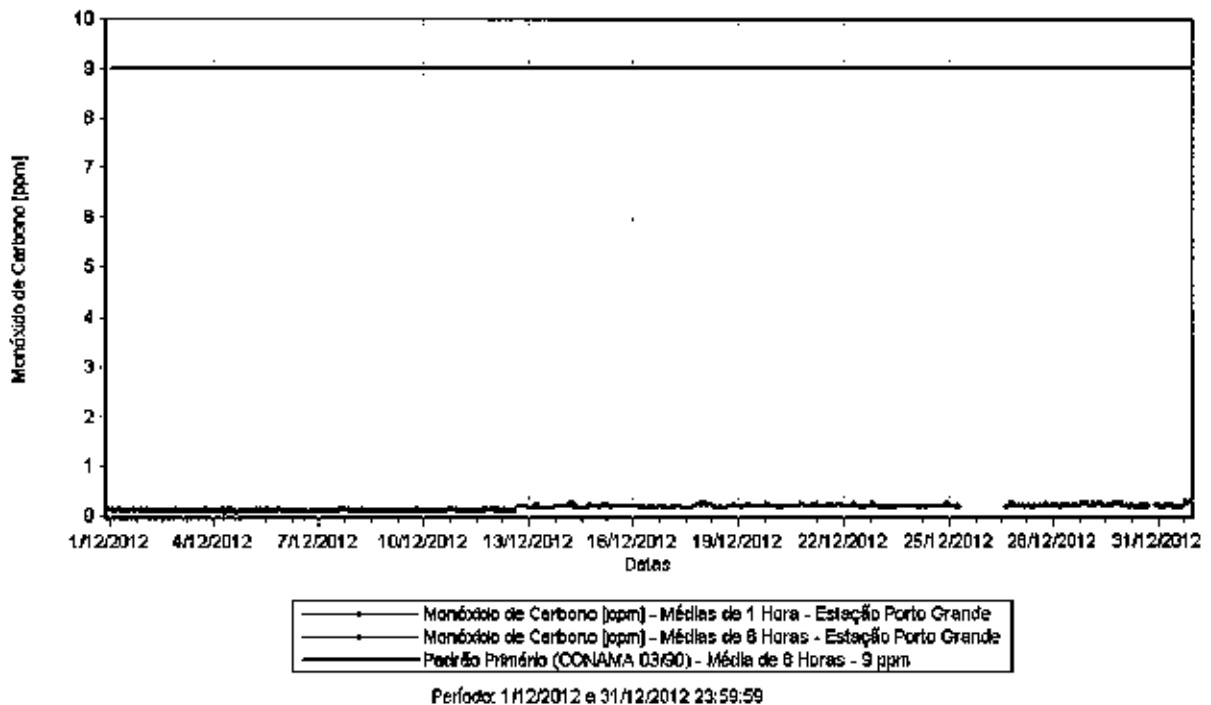 10
9
8
7
6
5
4
3
2
1
0
Monóxido de Carbono [ppm]
1/12/2012 4/12/2012 7/12/2012 10/12/2012 13/12/2012 16/12/2012 19/12/2012 22/12/2012 25/12/2012 28/12/2012 31/12/2012
Datas
Monóxido de Carbono [ppm] - Médias de 1 Hora - Estação Porto Grande
Monóxido de Carbono [ppm] - Médias de 8 Horas - Estação Porto Grande
Padrão Primário (CONAMA 03/90) - Média de 8 Horas - 9 ppm
Período: 1/12/2012 a 31/12/2012 23:59:59